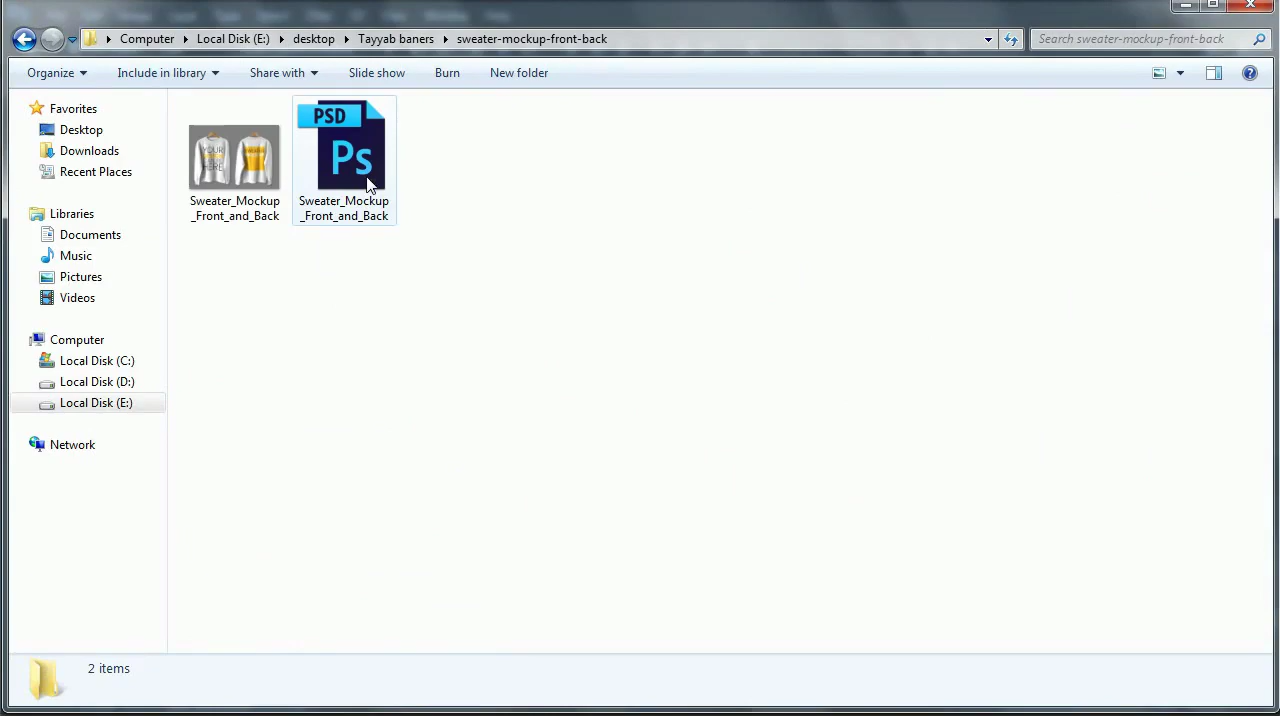 Computer Local Disk (E:) desktop Tayyab baners sweater-mockup-front-back Search sweater-mockup-front-back
Organize Include in library Share with Slide show Burn New folder
Favorites
Desktop
Downloads
Recent Places
Libraries
Documents
Music
Pictures
Videos
Computer
Local Disk (C:)
Local Disk (D:)
Local Disk (E:)
Network
YOUR
HERE
Sweater_Mockup
_Front_and_Back
PSD
Ps
Sweater_Mockup
_Front_and_Back
2 items